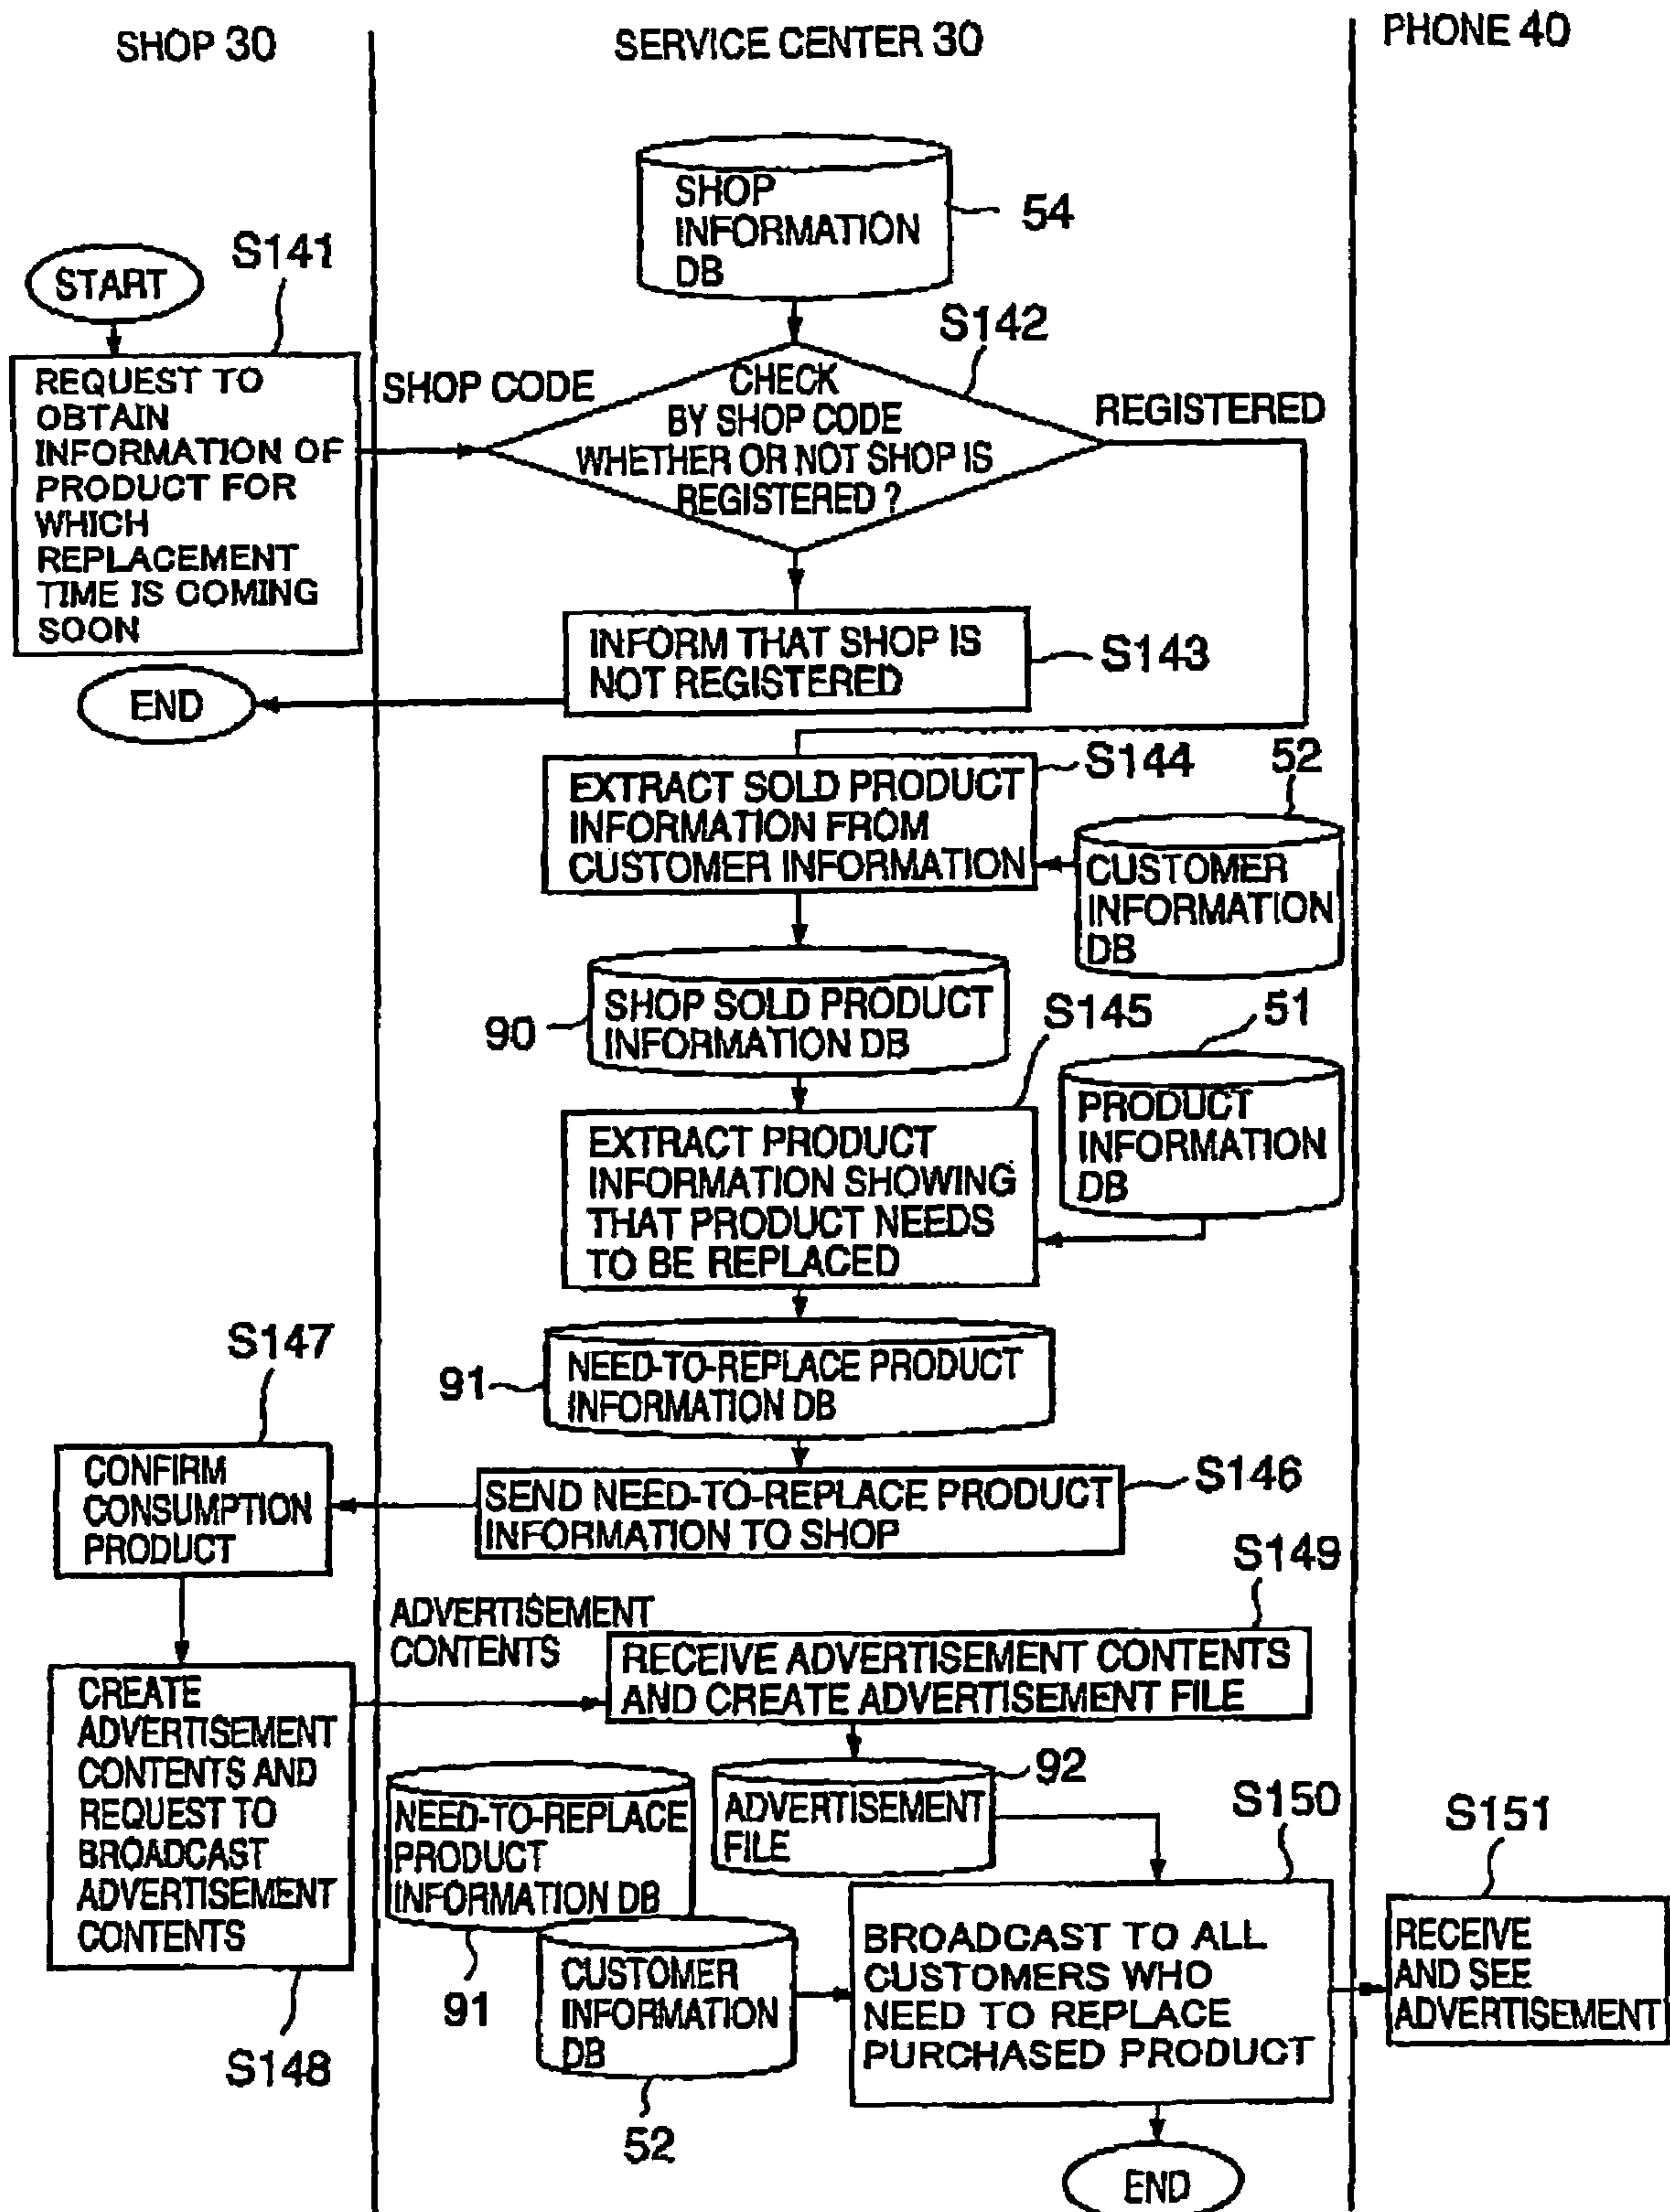 SHOP 30
SERVICE CENTER 30
PHONE 40
SHOP
INFORMATION
DB
54
START
S141
S142
REQUEST TO
OBTAIN
INFORMATION OF
PRODUCT FOR
WHICH
REPLACEMENT
TIME IS COMING
SOON
SHOP CODE
CHECK
BY SHOP CODE
WHETHER OR NOT SHOP IS
REGISTERED ?
REGISTERED
INFORM THAT SHOP IS
NOT REGISTERED
S143
END
EXTRACT SOLD PRODUCT
INFORMATION FROM
CUSTOMER INFORMATION
S144
52
CUSTOMER
INFORMATION
DB
90
SHOP SOLD PRODUCT
INFORMATION DB
S145
51
PRODUCT
INFORMATION
DB
EXTRACT PRODUCT
INFORMATION SHOWING
THAT PRODUCT NEEDS
TO BE REPLACED
91
NEED-TO-REPLACE PRODUCT
INFORMATION DB
S147
CONFIRM
CONSUMPTION
PRODUCT
SEND NEED-TO-REPLACE PRODUCT
INFORMATION TO SHOP
S146
S149
ADVERTISEMENT
CONTENTS
RECEIVE ADVERTISEMENT CONTENTS
AND CREATE ADVERTISEMENT FILE
CREATE
ADVERTISEMENT
CONTENTS AND
REQUEST TO
BROADCAST
ADVERTISEMENT
CONTENTS
S148
NEED-TO-REPLACE
PRODUCT
INFORMATION DB
91
ADVERTISEMENT
FILE
92
CUSTOMER
INFORMATION
DB
52
S150
BROADCAST TO ALL
CUSTOMERS WHO
NEED TO REPLACE
PURCHASED PRODUCT
S151
RECEIVE
AND SEE
ADVERTISEMENT
END